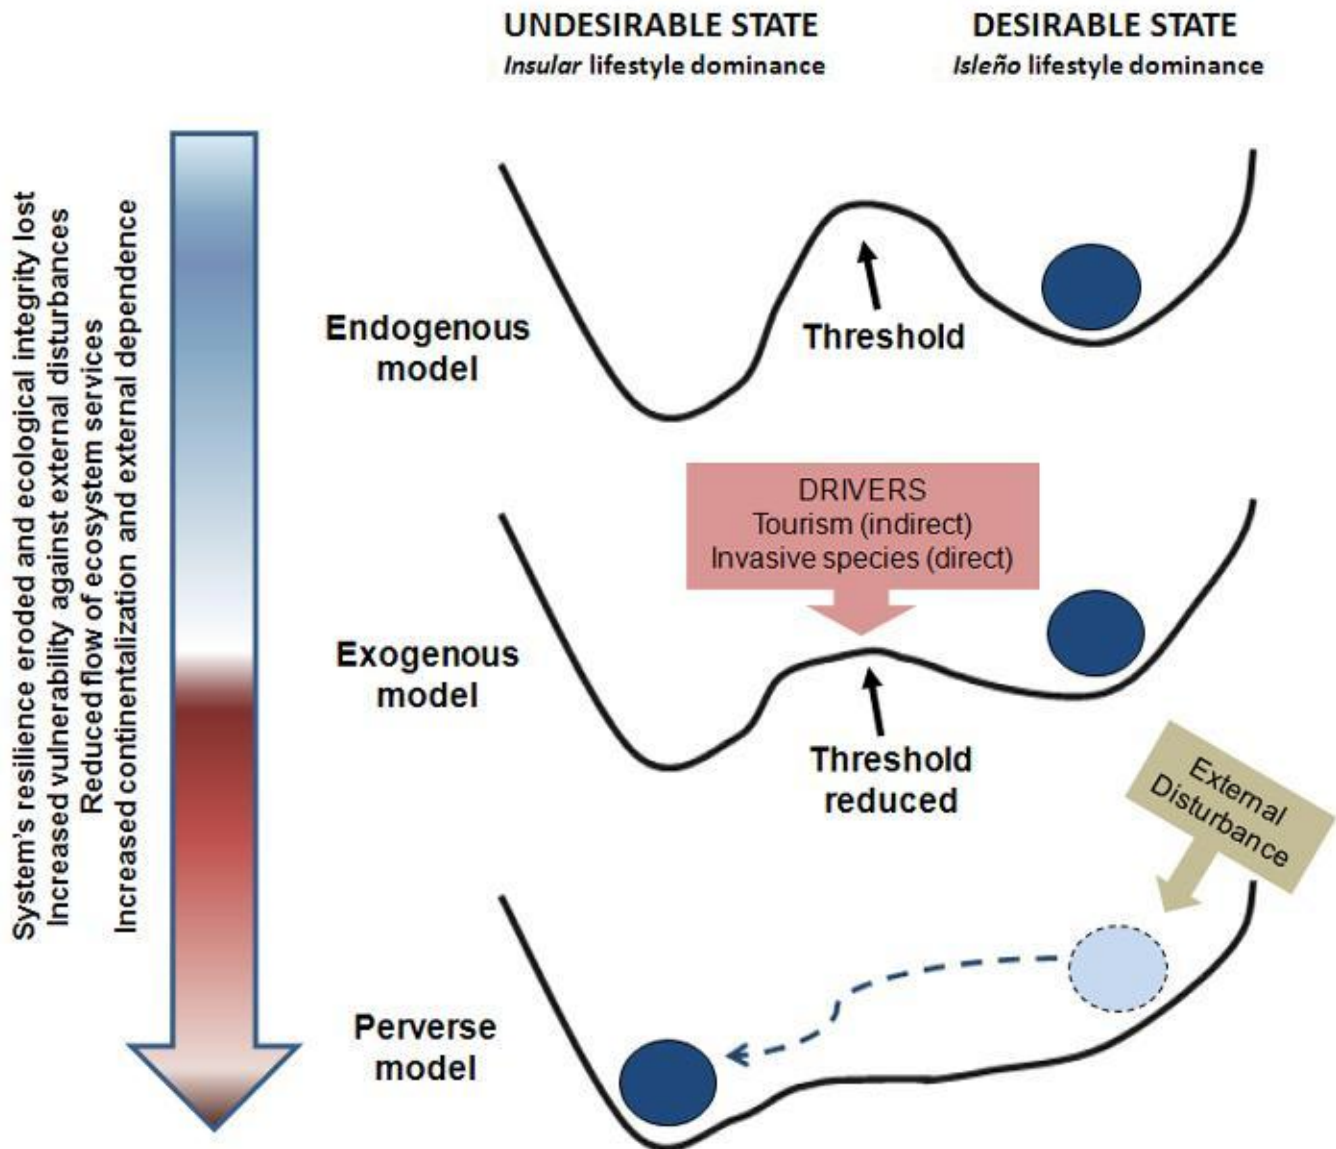 UNDESIRABLE STATE
Insular lifestyle dominance
DESIRABLE STATE
Isleño lifestyle dominance
System's resilience eroded and ecological integrity lost
Increased vulnerability against external disturbances
Reduced flow of ecosystem services
Increased continentalization and external dependence
Endogenous
model
Threshold
DRIVERS
Tourism (indirect)
Invasive species (direct)
Exogenous
model
Threshold
reduced
External
Disturbance
Perverse
model